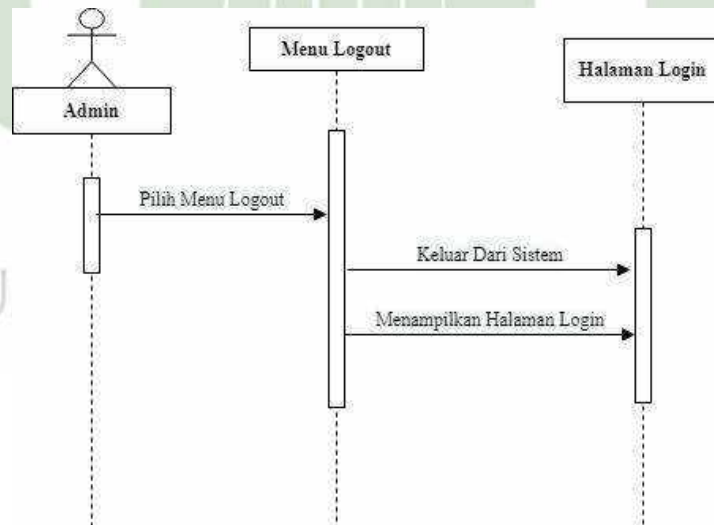 Menu Logout
Halaman Login
Admin
Pilih Menu Logout
Keluar Dari Sistem
Menampilkan Halaman Login